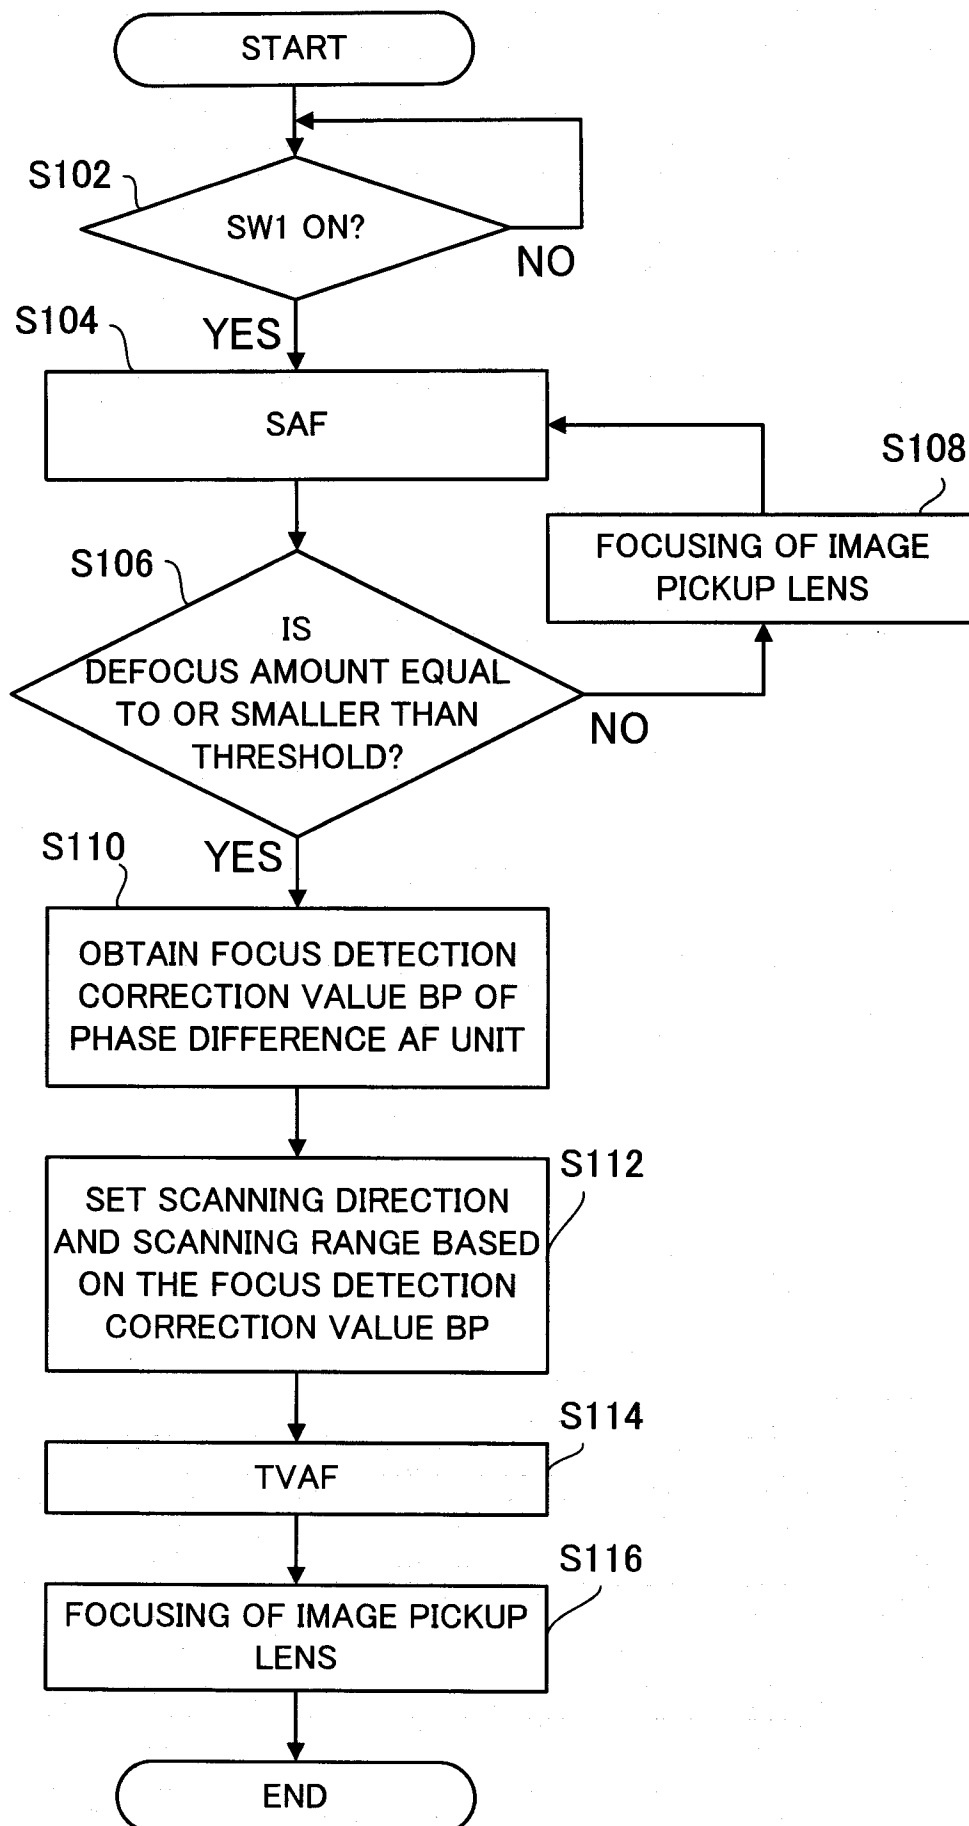 START
S102
SW1 ON?
NO
S104
YES
SAF
S108
FOCUSING OF IMAGE
PICKUP LENS
S106
IS
DEFOCUS AMOUNT EQUAL
TO OR SMALLER THAN
THRESHOLD?
NO
S110
YES
OBTAIN FOCUS DETECTION
CORRECTION VALUE BP OF
PHASE DIFFERENCE AF UNIT
S112
SET SCANNING DIRECTION
AND SCANNING RANGE BASED
ON THE FOCUS DETECTION
CORRECTION VALUE BP
S114
TVAF
S116
FOCUSING OF IMAGE PICKUP
LENS
END